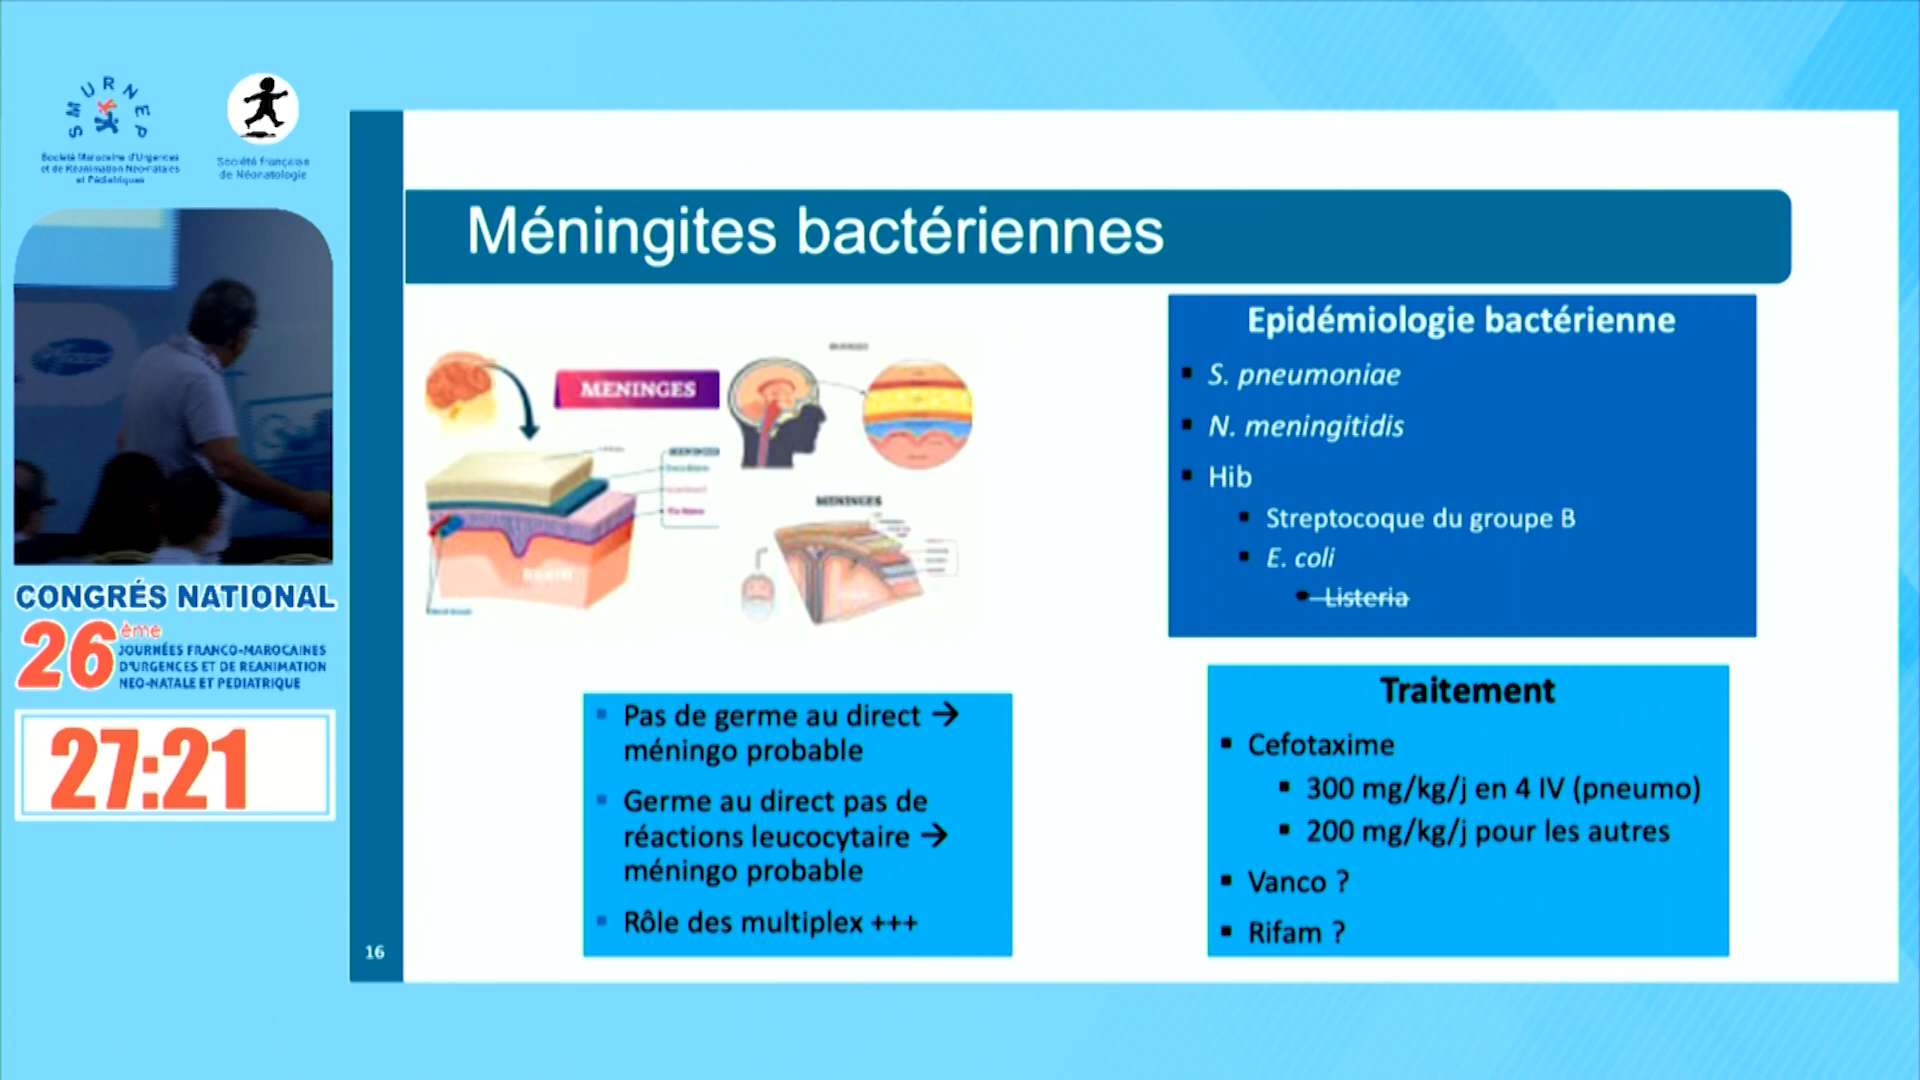 SMURNEP
Société Marocaine d'Urgences
et de Réanimation Néo-natales
et Pédiatriques
Société française
de Néonatologie
Méningites bactériennes
MENINGES
MENINGES
BRAIN
Epidémiologie bactérienne
S. pneumoniae
N. meningitidis
Hib
Streptocoque du groupe B
E. coli
Listeria
Pas de germe au direct →
méningo probable
Germe au direct pas de
réactions leucocytaire →
méningo probable
Rôle des multiplex +++
Traitement
Cefotaxime
300 mg/kg/j en 4 IV (pneumo)
200 mg/kg/j pour les autres
Vanco ?
Rifam ?
16
CONGRÉS NATIONAL
26ème
JOURNÉES FRANCO-MAROCAINES
D'URGENCES ET DE REANIMATION
NEO-NATALE ET PEDIATRIQUE
27:21